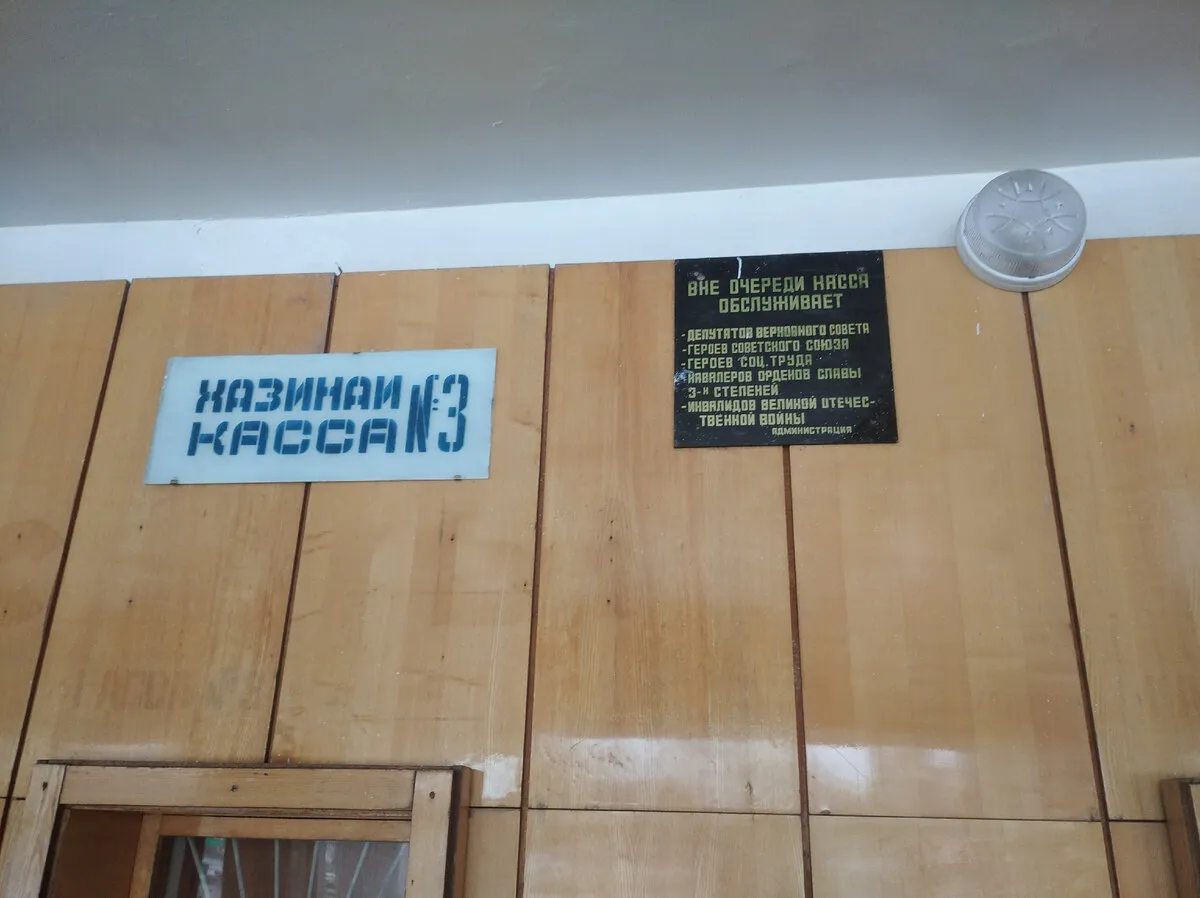 ХАЗИНАИ
КАССА №3
ВНЕ ОЧЕРЕДИ КАССА
ОБСЛУЖИВАЕТ
-ДЕПУТАТОВ ВЕРХОВНОГО СОВЕТА
-ГЕРОЕВ СОВЕТСКОГО СОЮЗА
-ГЕРОЕВ СОЦ. ТРУДА
-КАВАЛЕРОВ ОРДЕНОВ СЛАВЫ
3-Х СТЕПЕНЕЙ
-ИНВАЛИДОВ ВЕЛИКОЙ ОТЕЧЕС-
ТВЕННОЙ ВОЙНЫ
АДМИНИСТРАЦИЯ